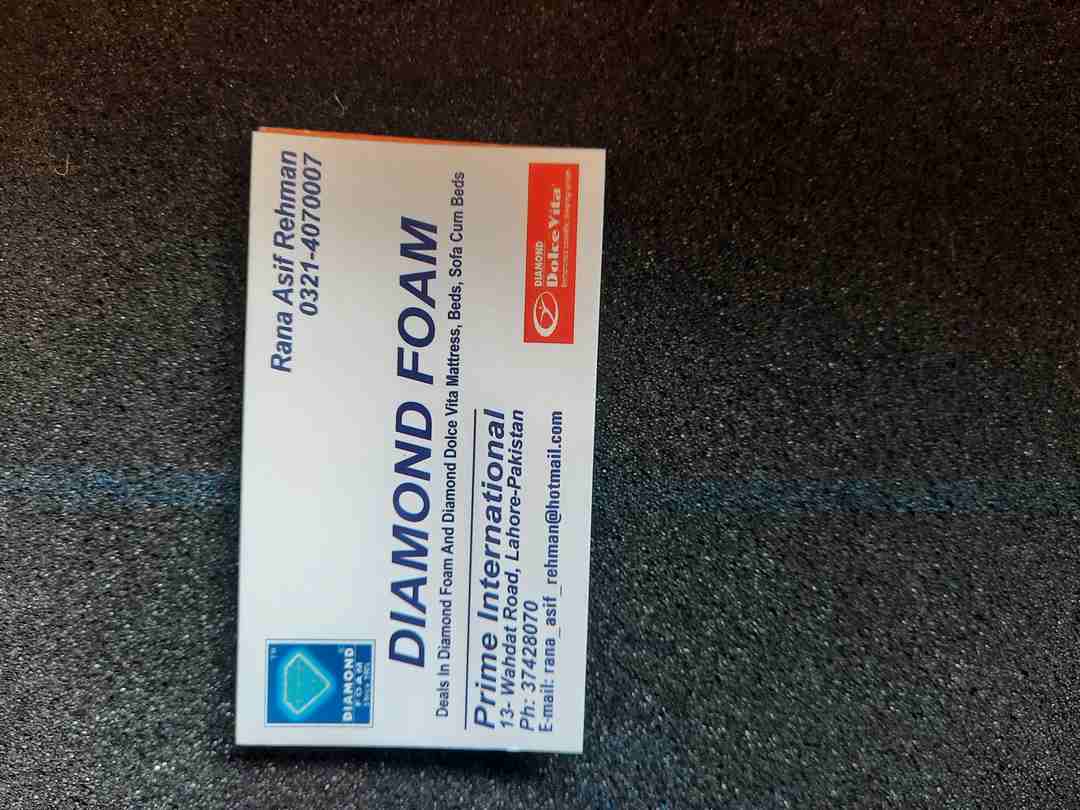 Rana Asif Rehman
0321-4070007
TM
DIAMOND
FOAM
DIAMOND FOAM
Deals In Diamond Foam And Diamond Dolce Vita Mattress, Beds, Sofa Cum Beds
Prime International
13- Wahdat Road, Lahore-Pakistan
Ph: 37428070
E-mail: rana_asif_rehman@hotmail.com
DIAMOND
DolceVita